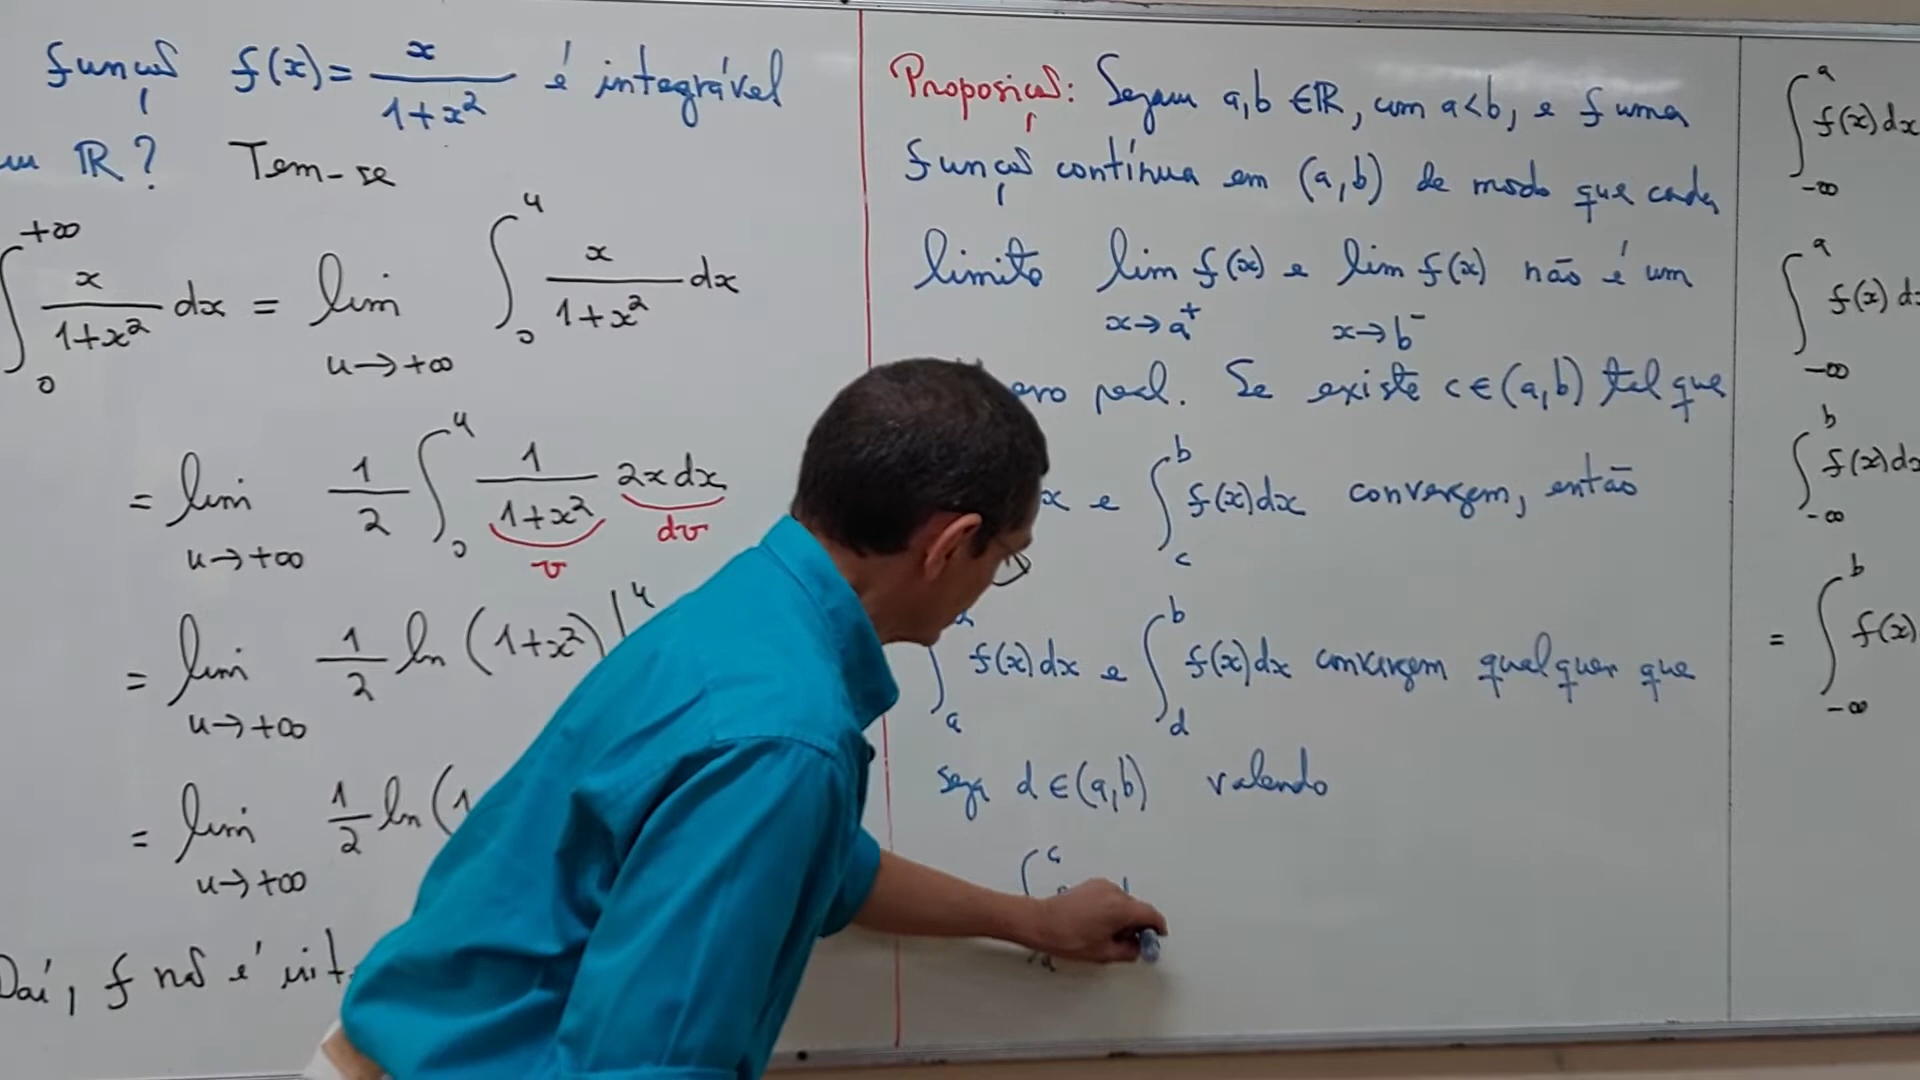 função f(x) = x/(1+x²) é integrável
em ℝ? Tem-se
∫₀^{+∞} x/(1+x²) dx = lim_{u→+∞} ∫₀^u x/(1+x²) dx
= lim_{u→+∞} 1/2 ∫₀^u 1/(1+x²) 2x dx
v dv
= lim_{u→+∞} 1/2 ln (1+x²) |^u
= lim_{u→+∞} 1/2 ln (1
Daí, f não é
Proposição: Sejam a,b ∈ ℝ, com a<b, e f uma
função contínua em (a,b) de modo que cada
limite lim_{x→a⁺} f(x) e lim_{x→b⁻} f(x) não é um
real. Se existe c ∈ (a,b) tal que
e ∫_c^b f(x)dx convergem, então
∫_a f(x)dx e ∫_d^b f(x)dx convergem qualquer que
seja d ∈ (a,b) valendo
∫_a^c
∫_{-∞}^a f(x)dx
∫_{-∞}^a f(x)
∫_{-∞}^b f(x)dx
= ∫_{-∞}^b f(x)